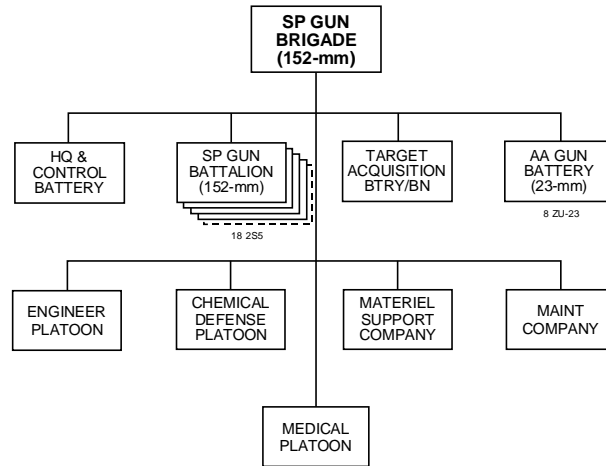 SP GUN
BRIGADE
(152-mm)
HQ &
CONTROL
BATTERY
SP GUN
BATTALION
(152-mm)
18 2S5
TARGET
ACQUISITION
BTRY/BN
AA GUN
BATTERY
(23-mm)
8 ZU-23
ENGINEER
PLATOON
CHEMICAL
DEFENSE
PLATOON
MATERIEL
SUPPORT
COMPANY
MAINT
COMPANY
MEDICAL
PLATOON